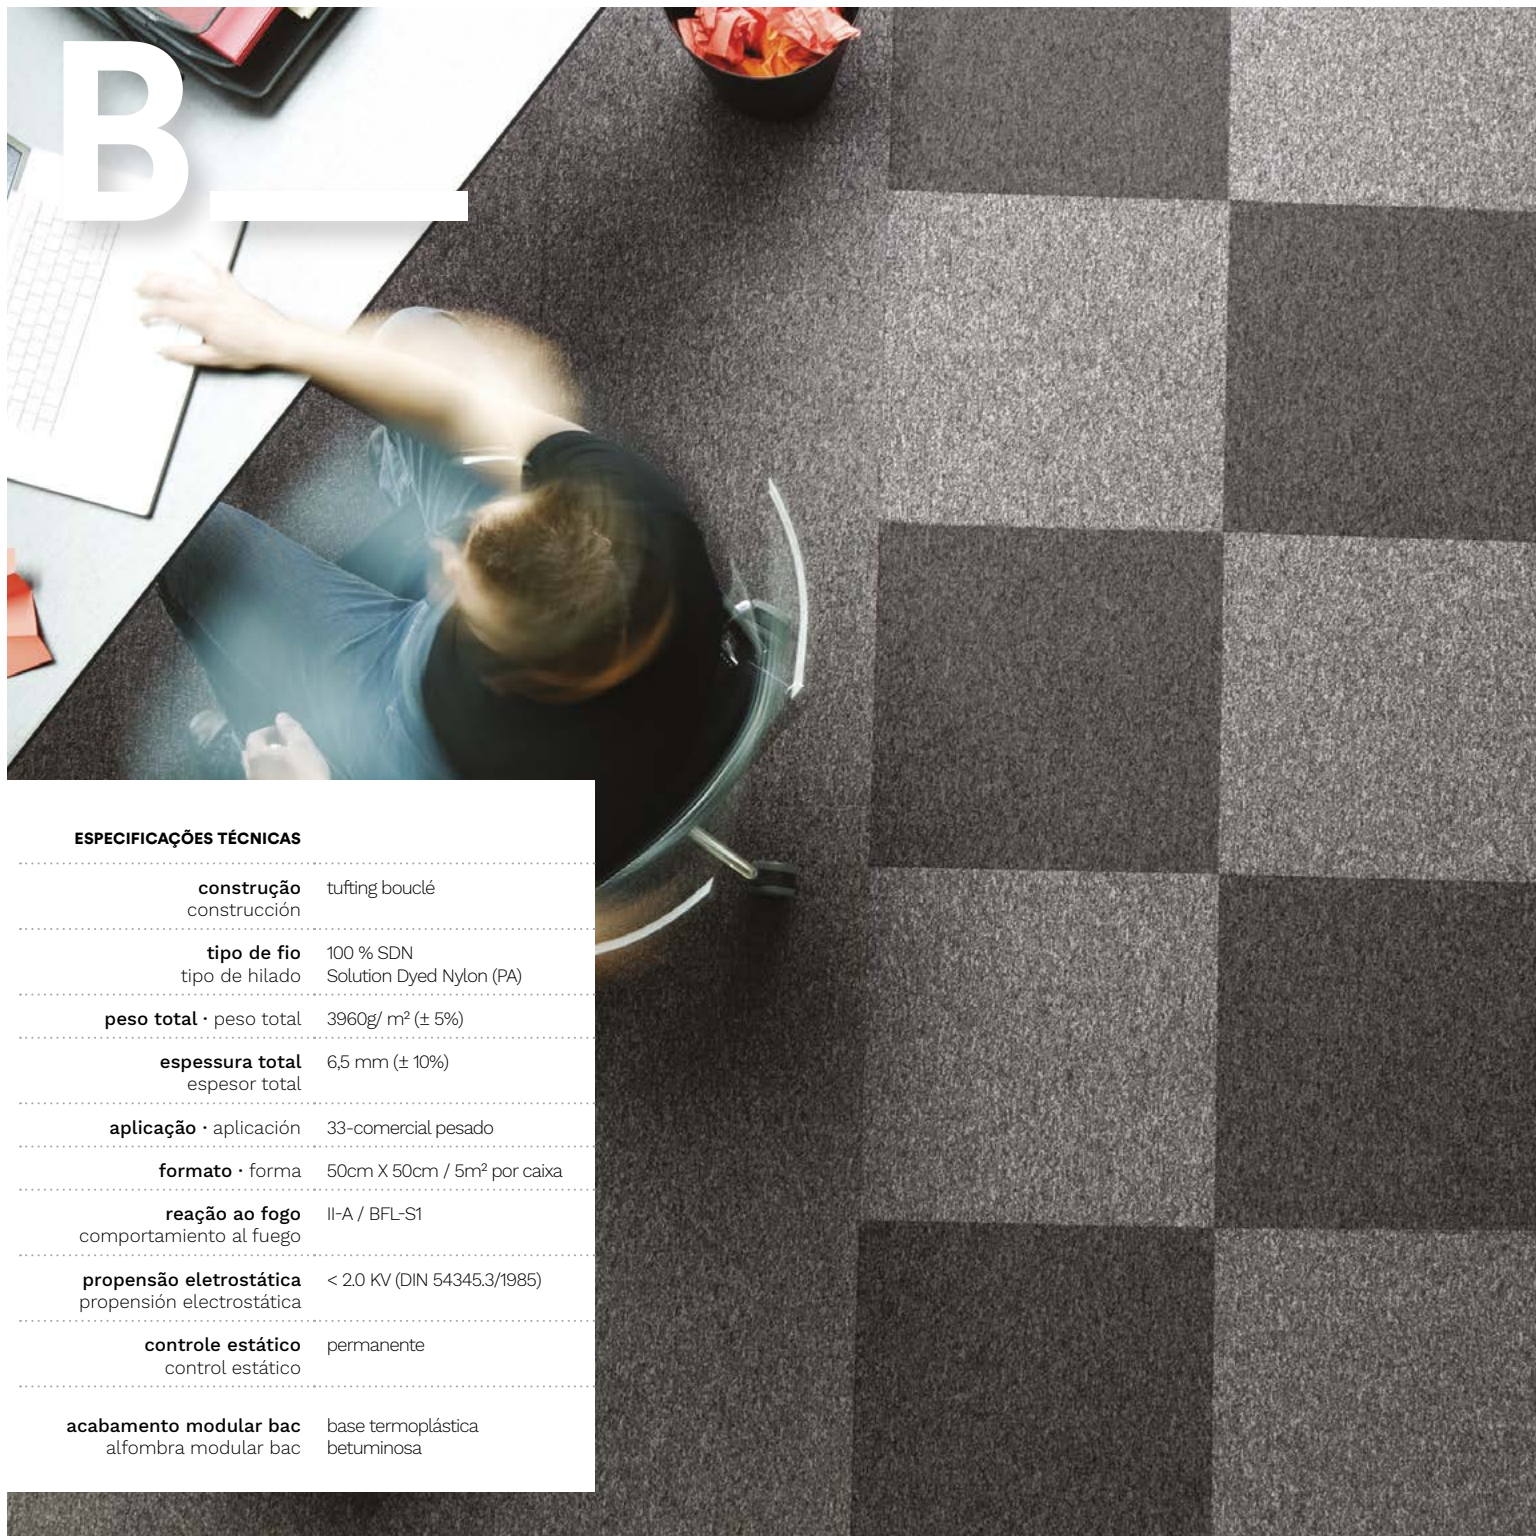 B_
ESPECIFICAÇÕES TÉCNICAS
construção tufting bouclé
construcción
tipo de fio 100 % SDN
tipo de hilado Solution Dyed Nylon (PA)
peso total · peso total 3960g/ m² (± 5%)
espessura total 6,5 mm (± 10%)
espesor total
aplicação · aplicación 33-comercial pesado
formato · forma 50cm X 50cm / 5m² por caixa
reação ao fogo II-A / BFL-S1
comportamiento al fuego
propensão eletrostática < 2.0 KV (DIN 54345.3/1985)
propensión electrostática
controle estático permanente
control estático
acabamento modular bac base termoplástica
alfombra modular bac betuminosa